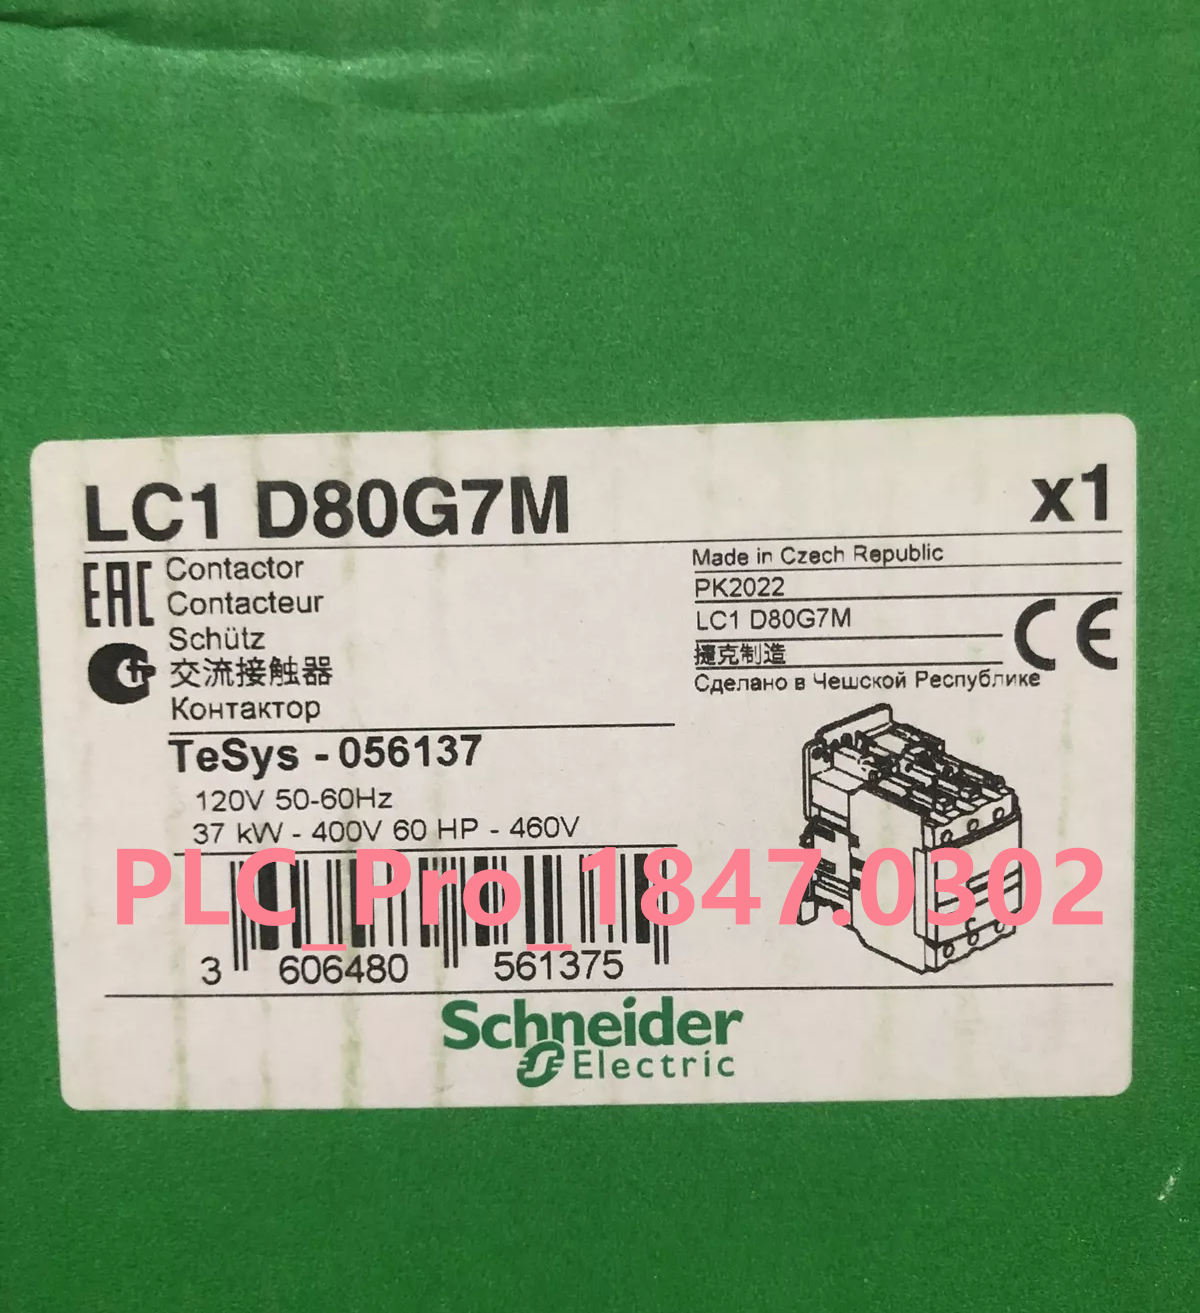 LC1 D80G7M
x1
EAC
Contactor
Contacteur
Schütz
交流接触器
Контактор
Made in Czech Republic
PK2022
LC1 D80G7M
捷克制造
Сделано в Чешской Республике
CE
TeSys - 056137
120V 50-60Hz
37 kW - 400V 60 HP - 460V
PLC_Pro_1847.0302
3 606480 561375
Schneider
Electric